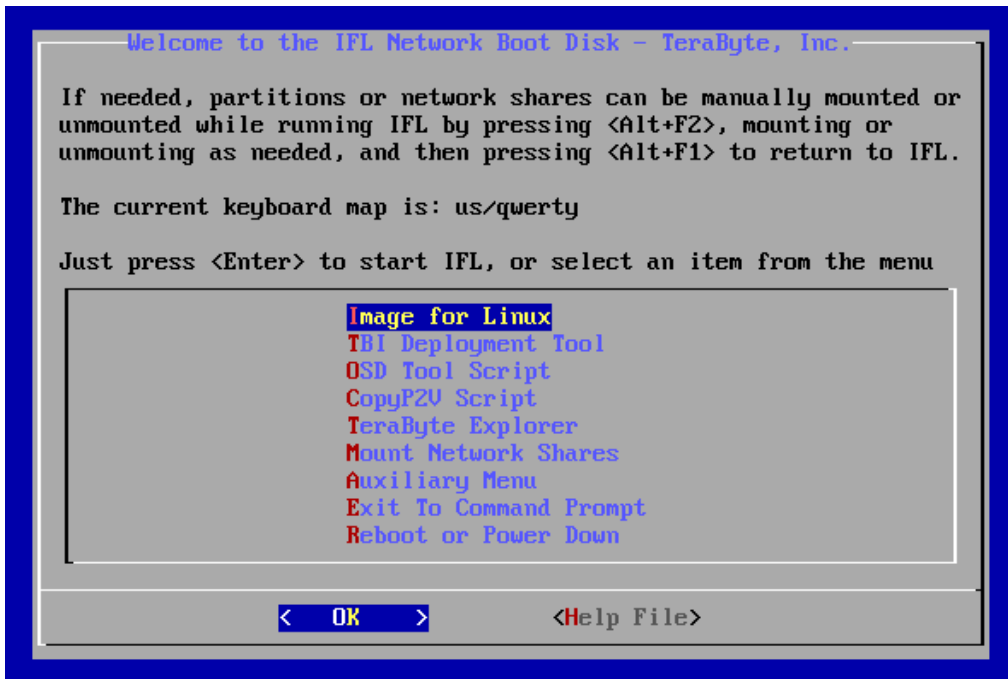 Welcome to the IFL Network Boot Disk - TeraByte, Inc.
If needed, partitions or network shares can be manually mounted or
unmounted while running IFL by pressing <Alt+F2>, mounting or
unmounting as needed, and then pressing <Alt+F1> to return to IFL.
The current keyboard map is: us/qwerty
Just press <Enter> to start IFL, or select an item from the menu
Image for Linux
TBI Deployment Tool
OSD Tool Script
CopyP2V Script
TeraByte Explorer
Mount Network Shares
Auxiliary Menu
Exit To Command Prompt
Reboot or Power Down
< OK > <Help File>